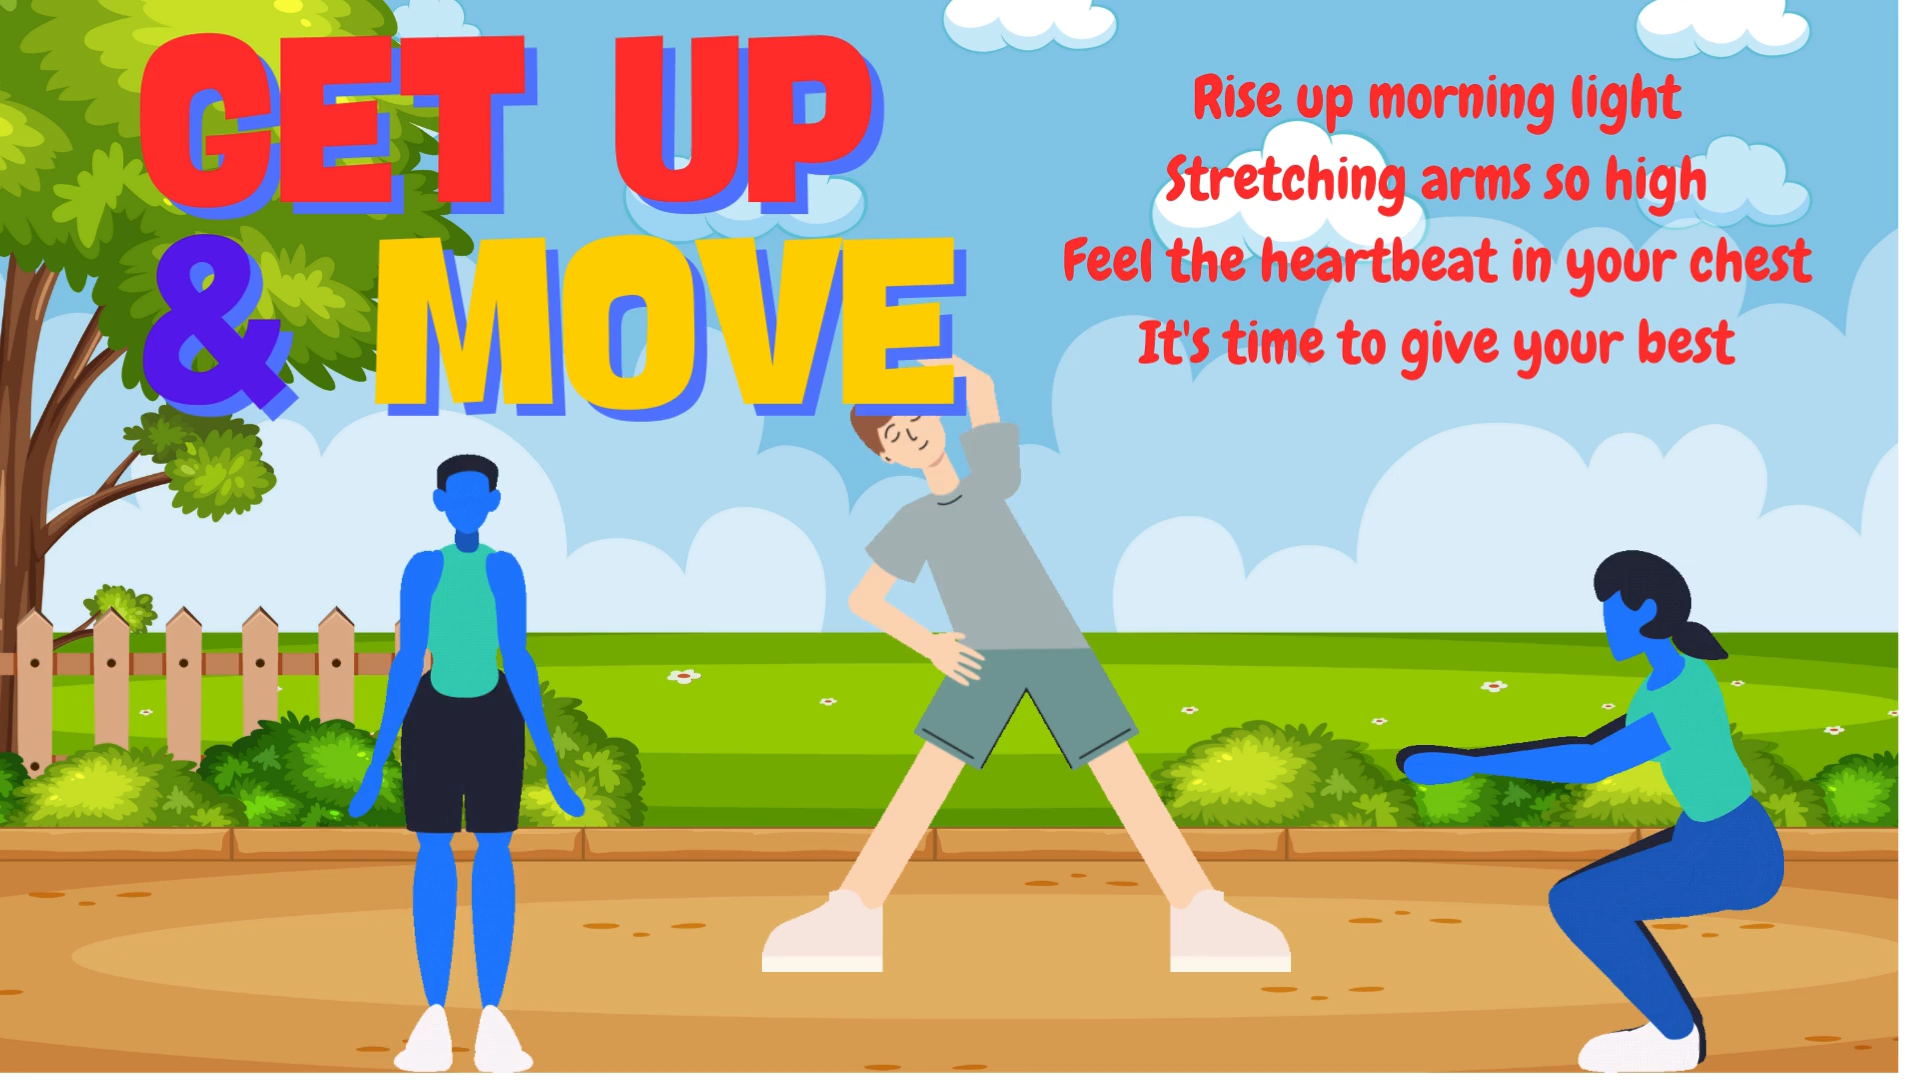 GET UP
& MOVE
Rise up morning light
Stretching arms so high
Feel the heartbeat in your chest
It's time to give your best